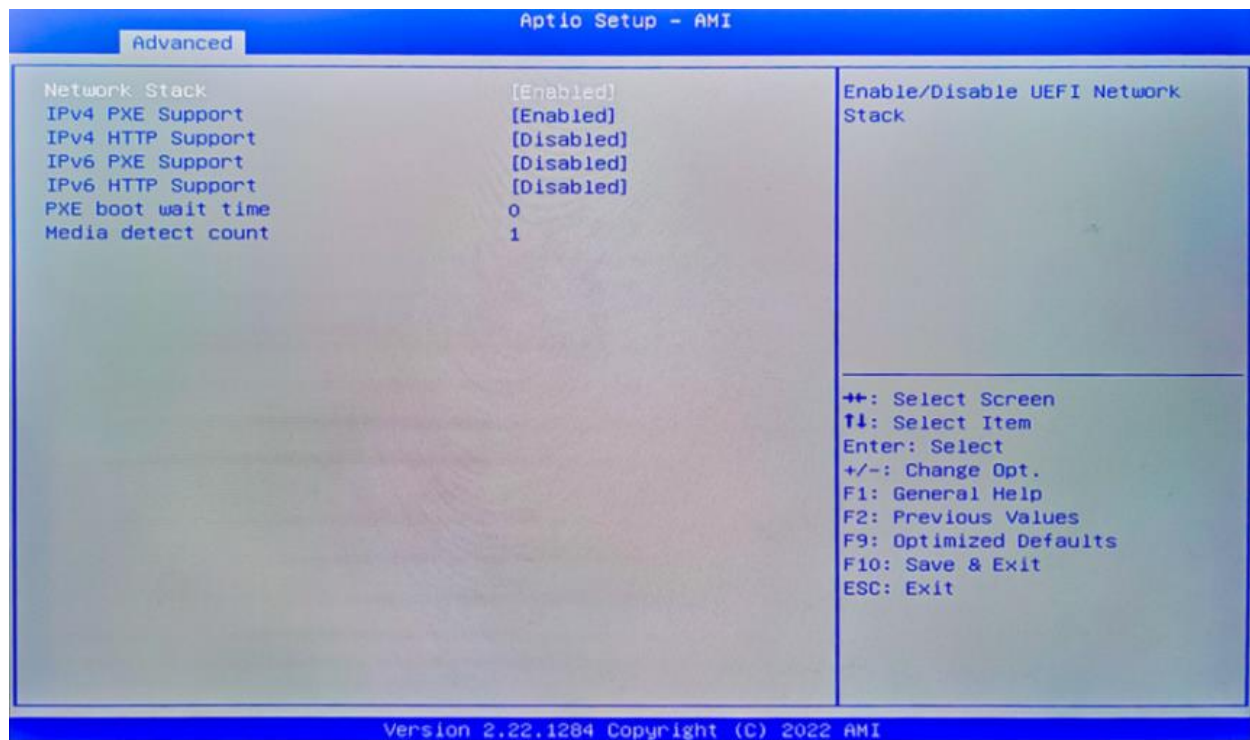 Aptio Setup - AMI
Advanced
Network Stack [Enabled]
IPv4 PXE Support [Enabled]
IPv4 HTTP Support [Disabled]
IPv6 PXE Support [Disabled]
IPv6 HTTP Support [Disabled]
PXE boot wait time 0
Media detect count 1
Enable/Disable UEFI Network
Stack
→←: Select Screen
↑↓: Select Item
Enter: Select
+/-: Change Opt.
F1: General Help
F2: Previous Values
F9: Optimized Defaults
F10: Save & Exit
ESC: Exit
Version 2.22.1284 Copyright (C) 2022 AMI